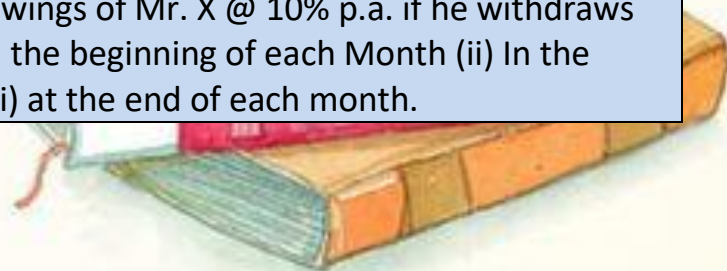 wings of Mr. X @ 10% p.a. if he withdraws
the beginning of each Month (ii) In the
i) at the end of each month.